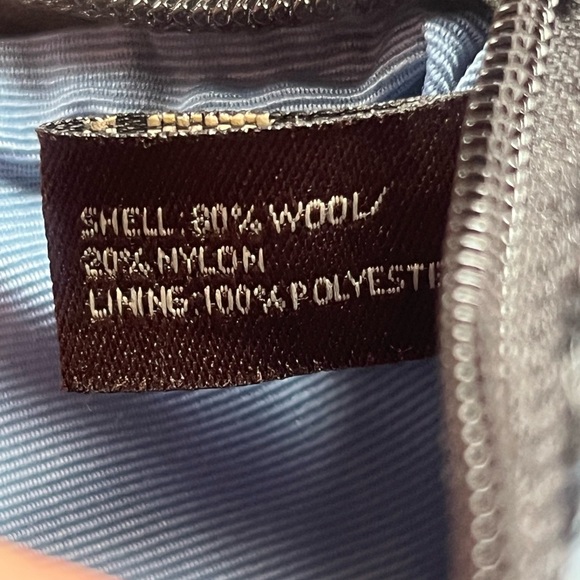 SHELL: 80% WOOL/
20% NYLON
LINING: 100% POLYESTE